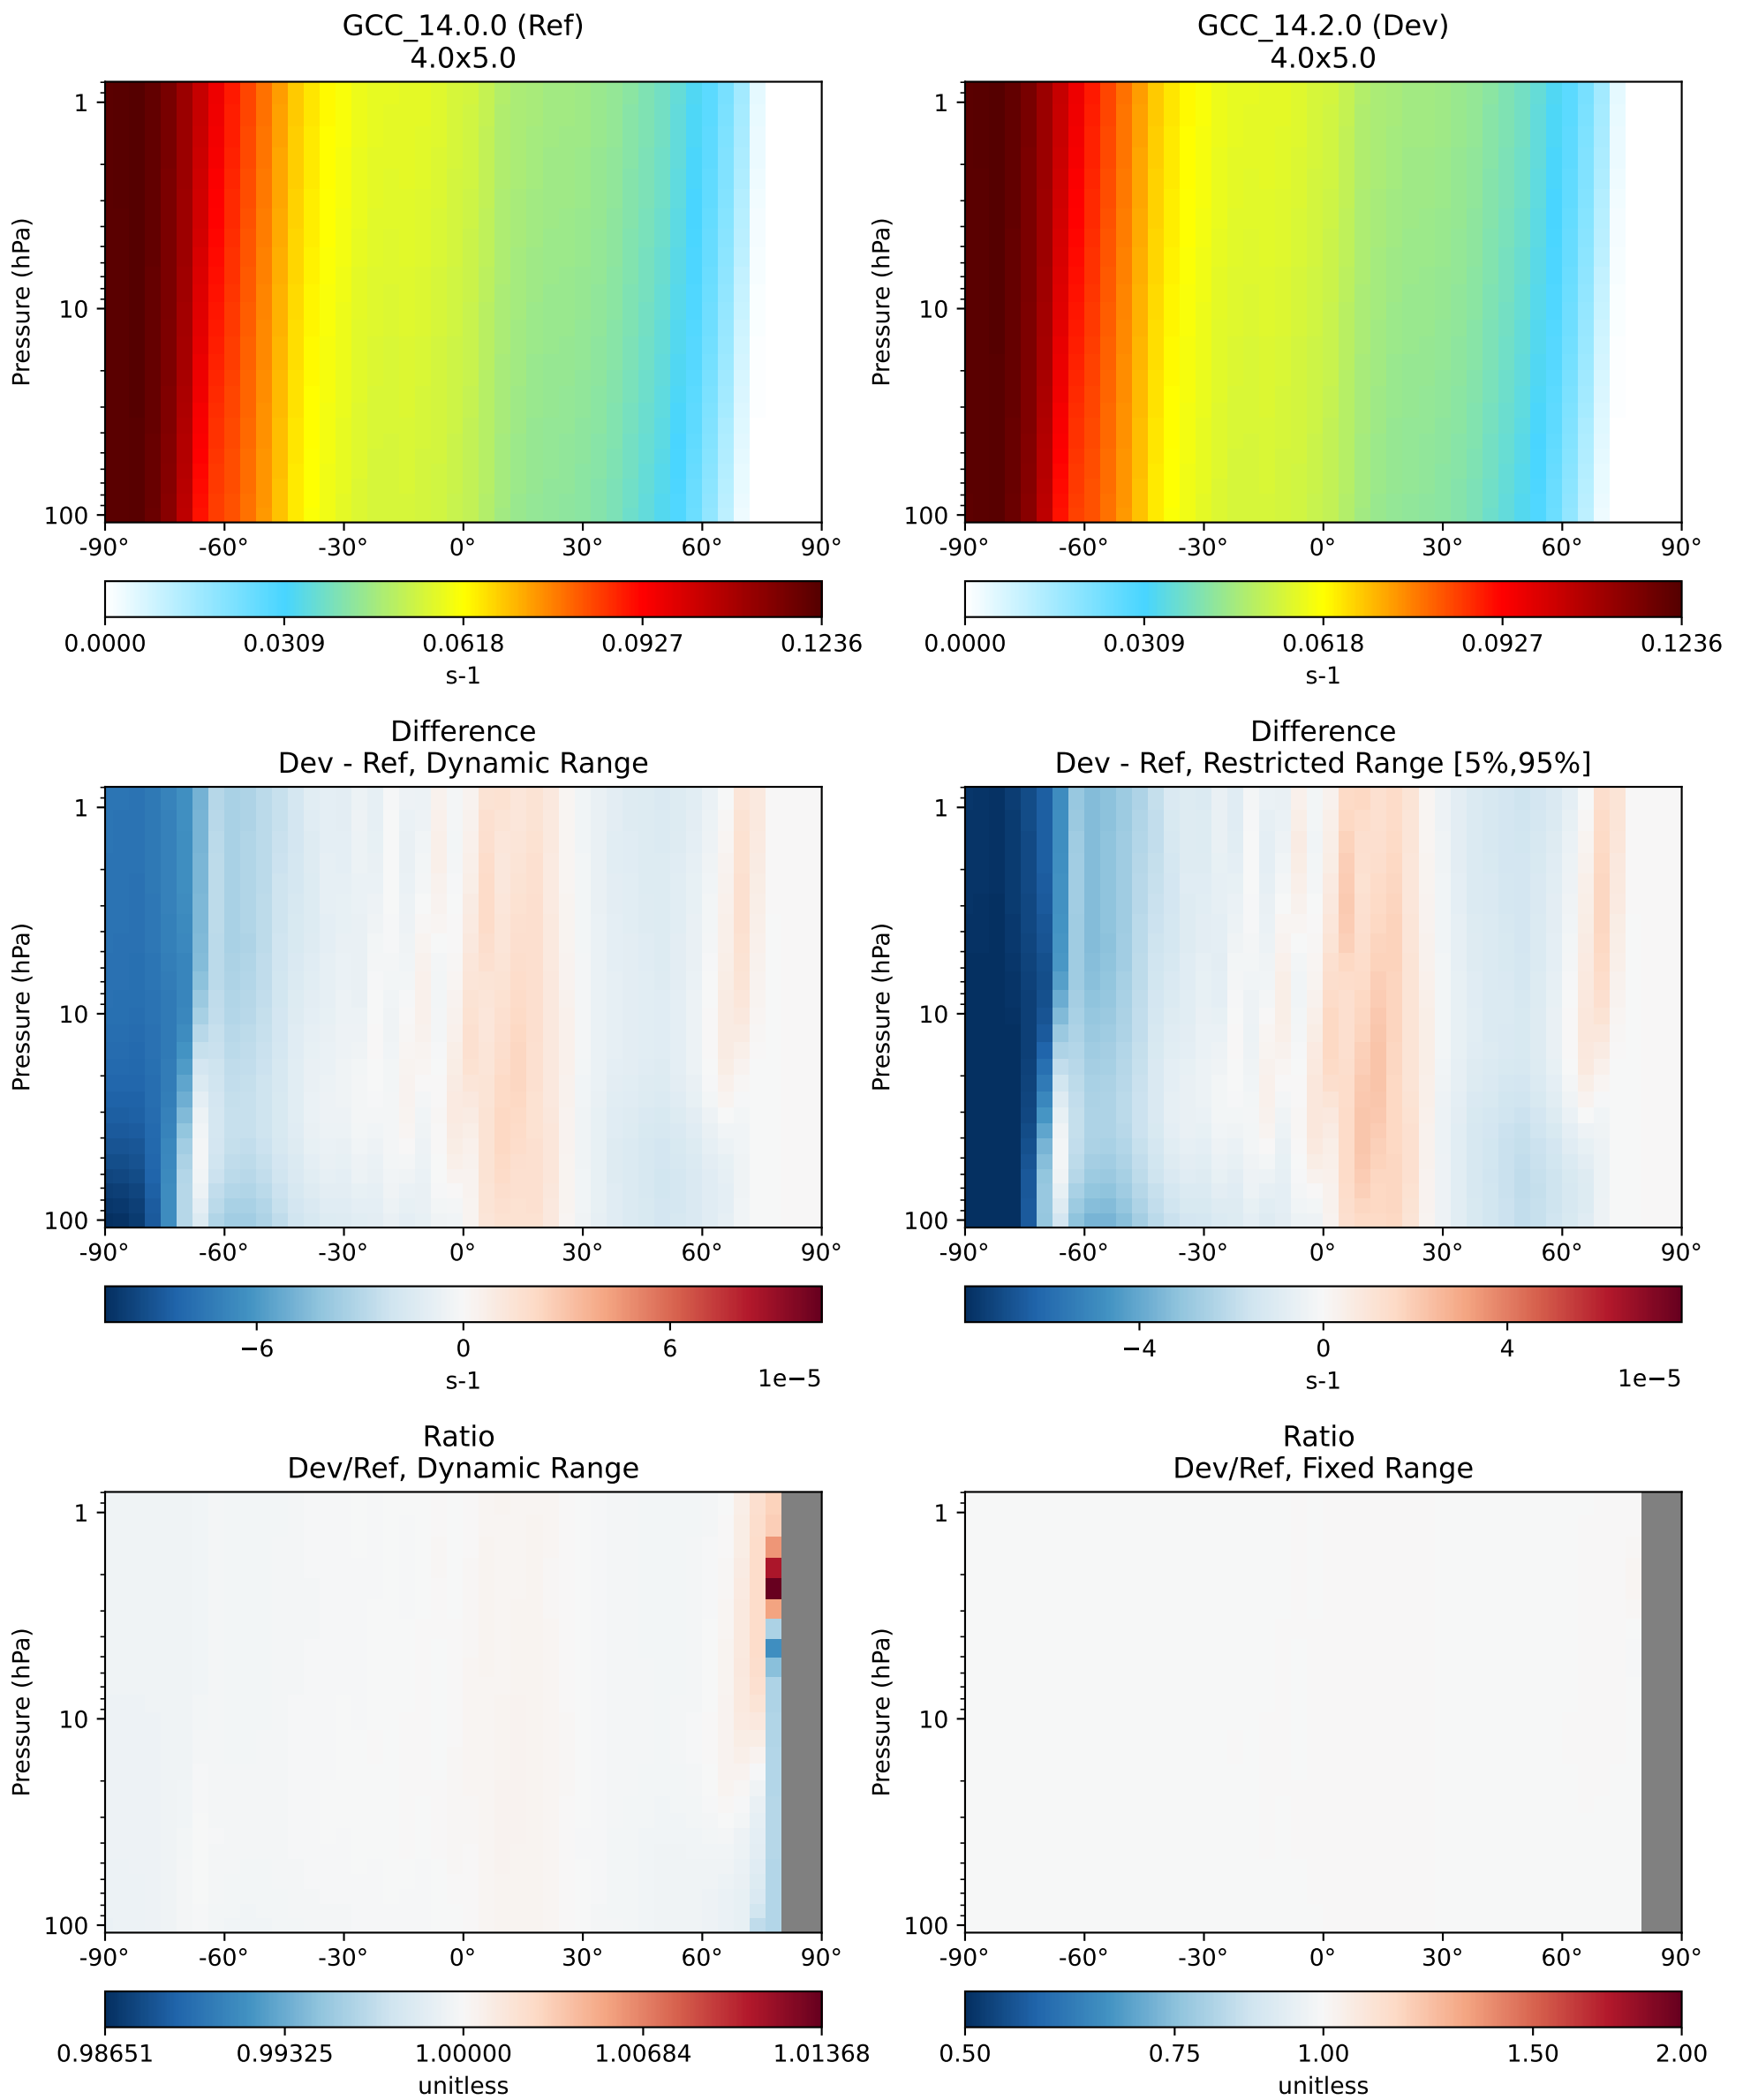 GCC_14.0.0 (Ref)
4.0x5.0
Pressure (hPa)
1
10
100
-90° -60° -30° 0° 30° 60° 90°
0.0000 0.0309 0.0618 0.0927 0.1236
s-1
GCC_14.2.0 (Dev)
4.0x5.0
Pressure (hPa)
1
10
100
-90° -60° -30° 0° 30° 60° 90°
0.0000 0.0309 0.0618 0.0927 0.1236
s-1
Difference
Dev - Ref, Dynamic Range
Pressure (hPa)
1
10
100
-90° -60° -30° 0° 30° 60° 90°
−6 0 6
s-1 1e−5
Difference
Dev - Ref, Restricted Range [5%,95%]
Pressure (hPa)
1
10
100
-90° -60° -30° 0° 30° 60° 90°
−4 0 4
s-1 1e−5
Ratio
Dev/Ref, Dynamic Range
Pressure (hPa)
1
10
100
-90° -60° -30° 0° 30° 60° 90°
0.98651 0.99325 1.00000 1.00684 1.01368
unitless
Ratio
Dev/Ref, Fixed Range
Pressure (hPa)
1
10
100
-90° -60° -30° 0° 30° 60° 90°
0.50 0.75 1.00 1.50 2.00
unitless